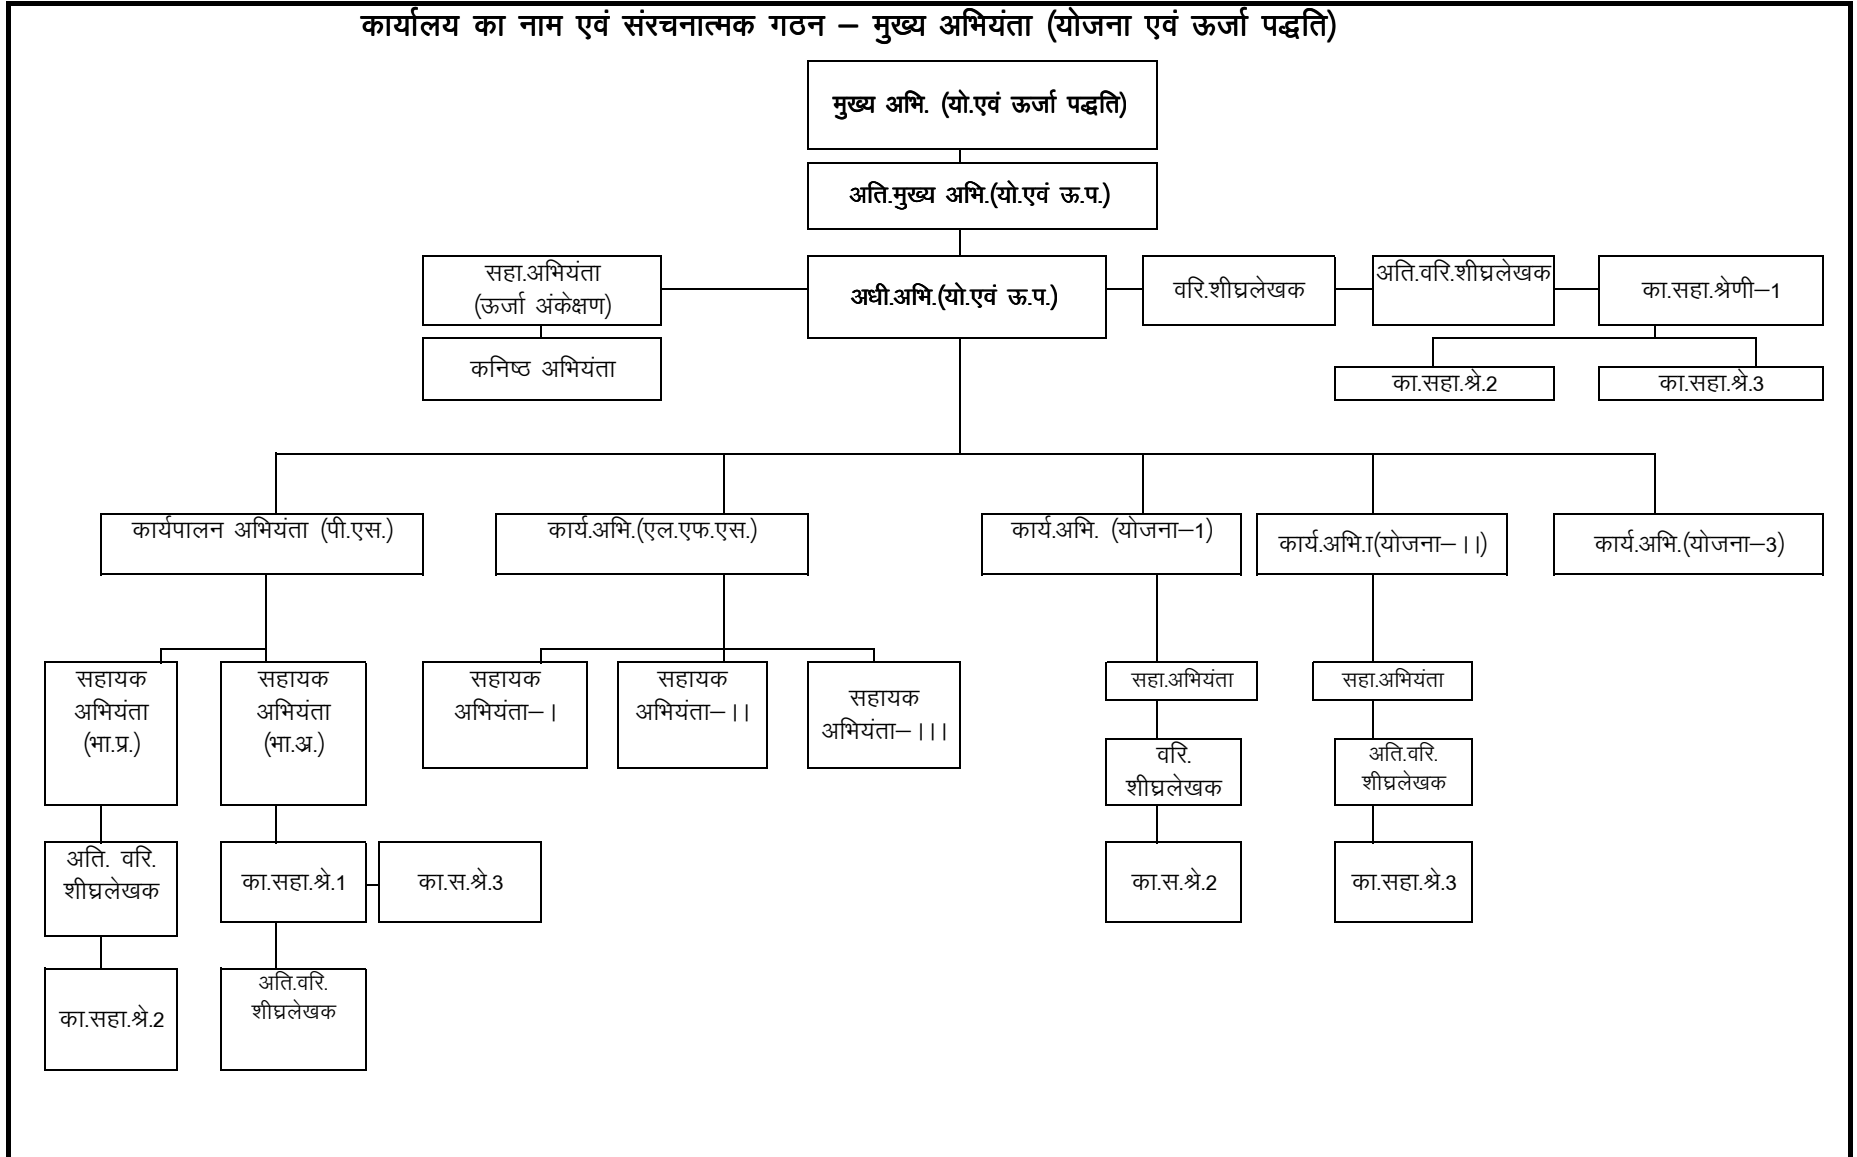 कार्यालय का नाम एवं संरचनात्मक गठन – मुख्य अभियंता (योजना एवं ऊर्जा पद्धति)
मुख्य अभि. (यो.एवं ऊर्जा पद्धति)
अति.मुख्य अभि.(यो.एवं ऊ.प.)
सहा.अभियंता
(ऊर्जा अंकेक्षण)
अधी.अभि.(यो.एवं ऊ.प.)
वरि.शीघ्रलेखक
अति.वरि.शीघ्रलेखक
का.सहा.श्रेणी–1
कनिष्ठ अभियंता
का.सहा.श्रे.2
का.सहा.श्रे.3
कार्यपालन अभियंता (पी.एस.)
कार्य.अभि.(एल.एफ.एस.)
कार्य.अभि. (योजना–1)
कार्य.अभि.ा(योजना–।।)
कार्य.अभि.(योजना–3)
सहायक
अभियंता
(भा.प्र.)
सहायक
अभियंता
(भा.अ्र.)
सहायक
अभियंता–।
सहायक
अभियंता–।।
सहायक
अभियंता–।।।
सहा.अभियंता
सहा.अभियंता
वरि.
शीघ्रलेखक
अति.वरि.
शीघ्रलेखक
अति. वरि.
शीघ्रलेखक
का.सहा.श्रे.1
का.स.श्रे.3
का.स.श्रे.2
का.सहा.श्रे.3
का.सहा.श्रे.2
अति.वरि.
शीघ्रलेखक